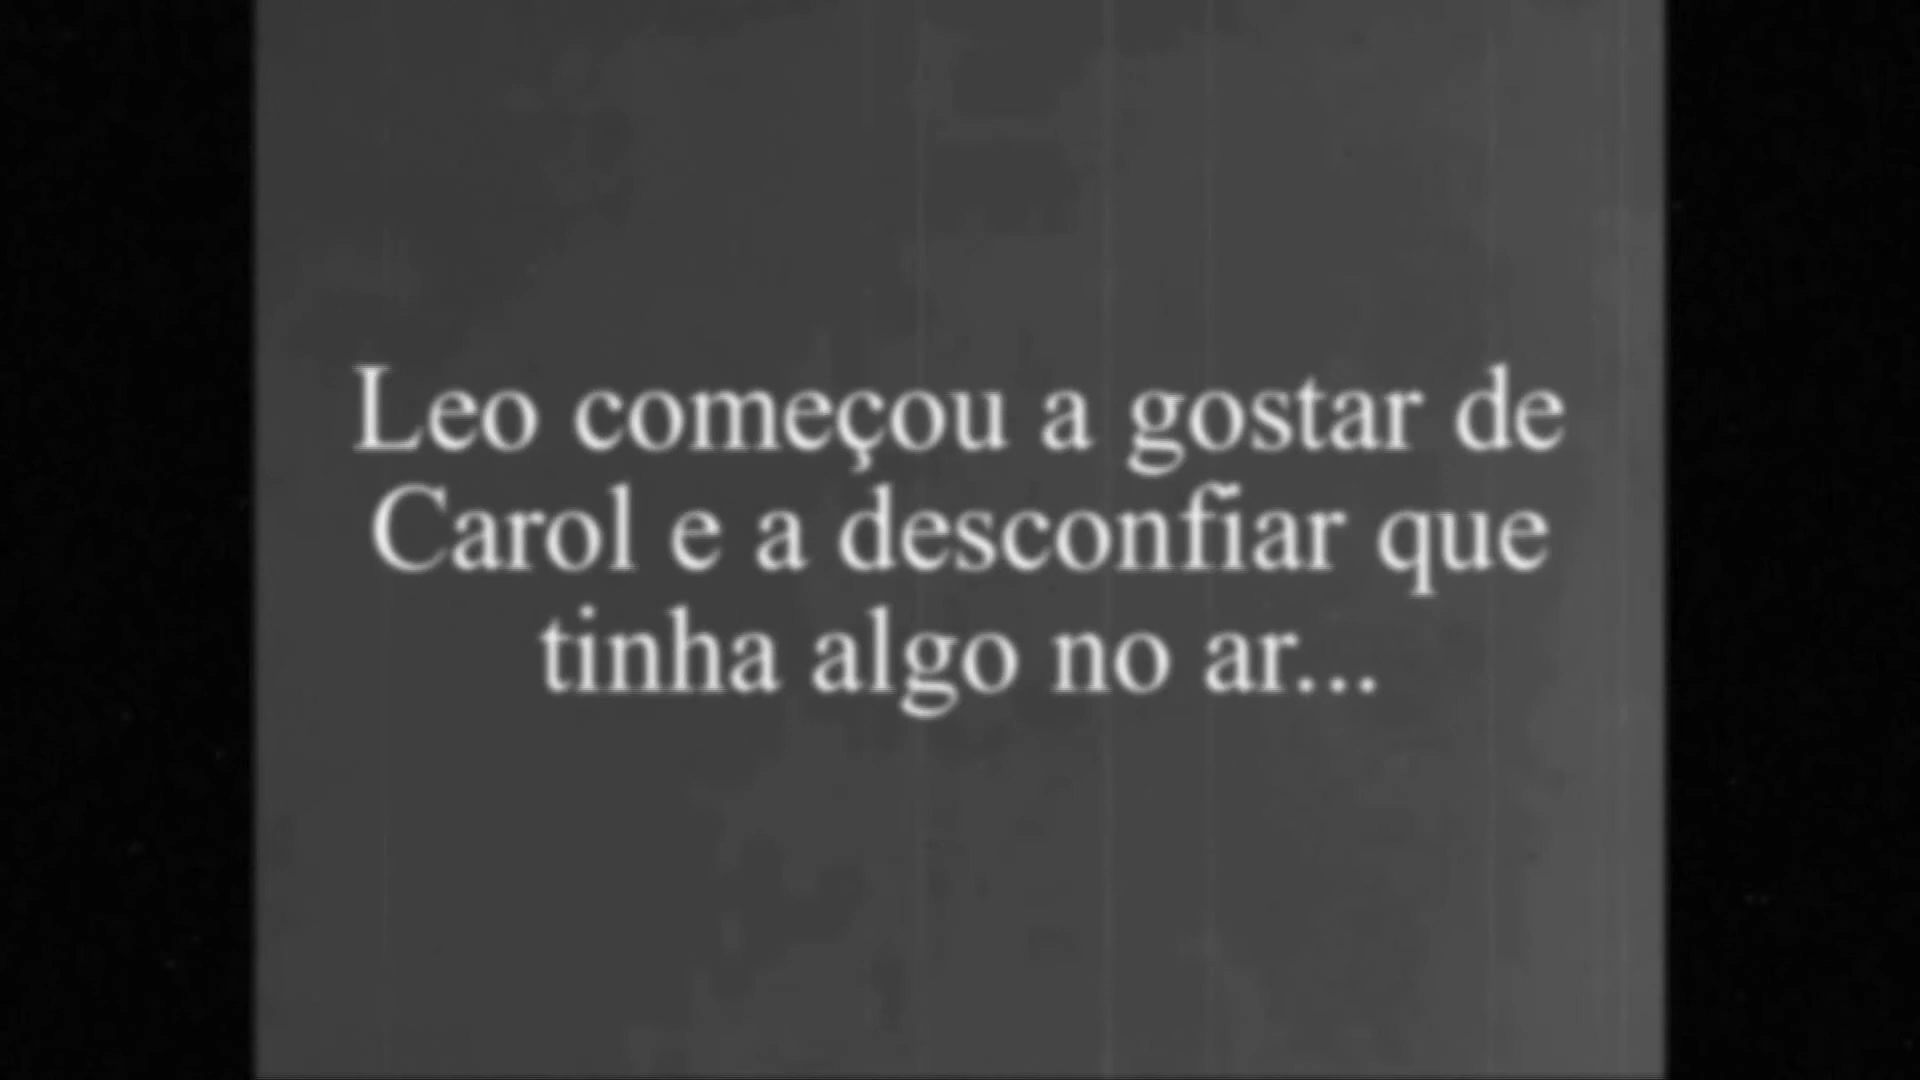 Leo começou a gostar de
Carol e a desconfiar que
tinha algo no ar...